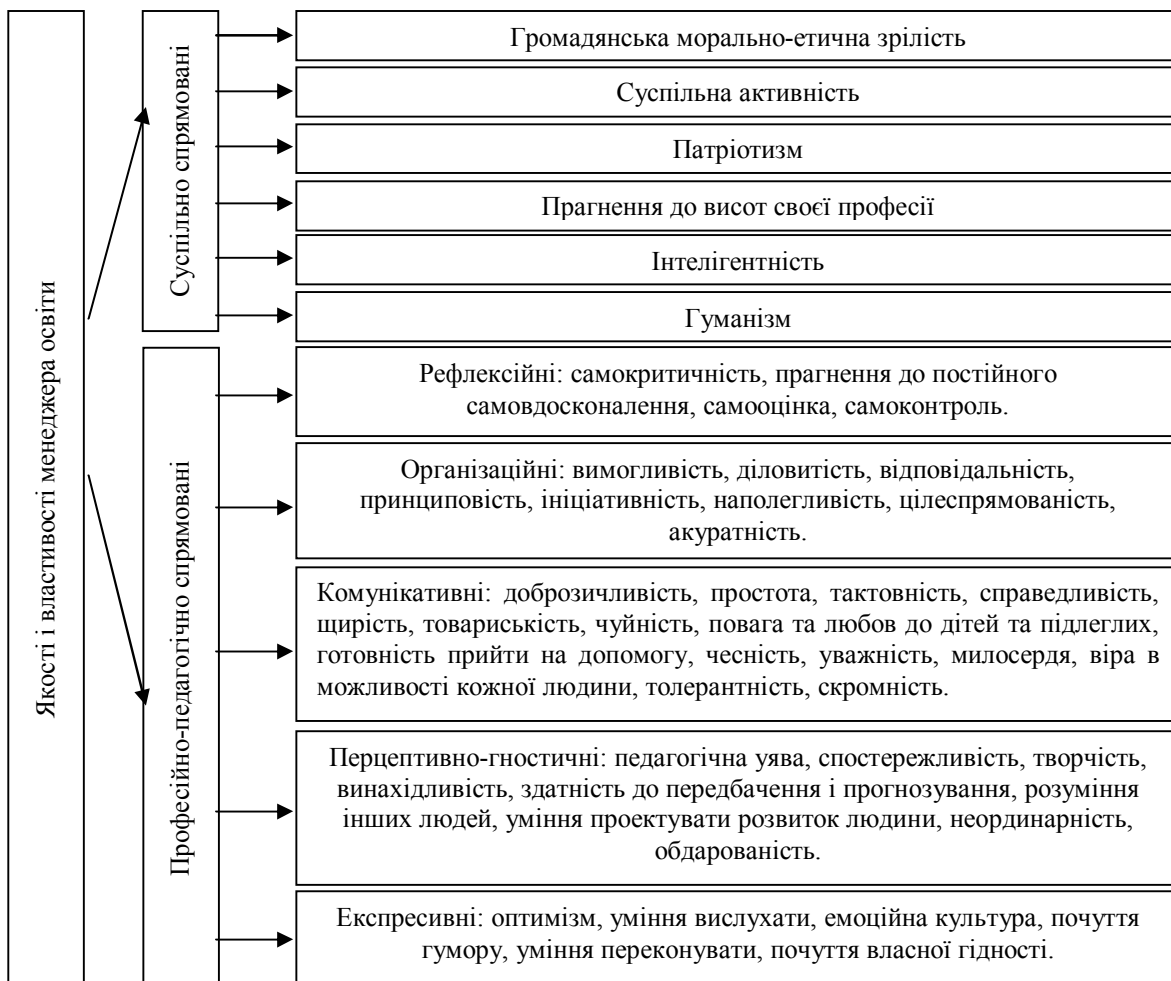 Якості і властивості менеджера освіти
Суспільно спрямовані
Громадянська морально-етична зрілість
Суспільна активність
Патріотизм
Прагнення до висот своєї професії
Інтелігентність
Гуманізм
Професійно-педагогічно спрямовані
Рефлексійні: самокритичність, прагнення до постійного
самовдосконалення, самооцінка, самоконтроль.
Організаційні: вимогливість, діловитість, відповідальність,
принциповість, ініціативність, наполегливість, цілеспрямованість,
акуратність.
Комунікативні: доброзичливість, простота, тактовність, справедливість,
щирість, товариськість, чуйність, повага та любов до дітей та підлеглих,
готовність прийти на допомогу, чесність, уважність, милосердя, віра в
можливості кожної людини, толерантність, скромність.
Перцептивно-гностичні: педагогічна уява, спостережливість, творчість,
винахідливість, здатність до передбачення і прогнозування, розуміння
інших людей, уміння проектувати розвиток людини, неординарність,
обдарованість.
Експресивні: оптимізм, уміння вислухати, емоційна культура, почуття
гумору, уміння переконувати, почуття власної гідності.